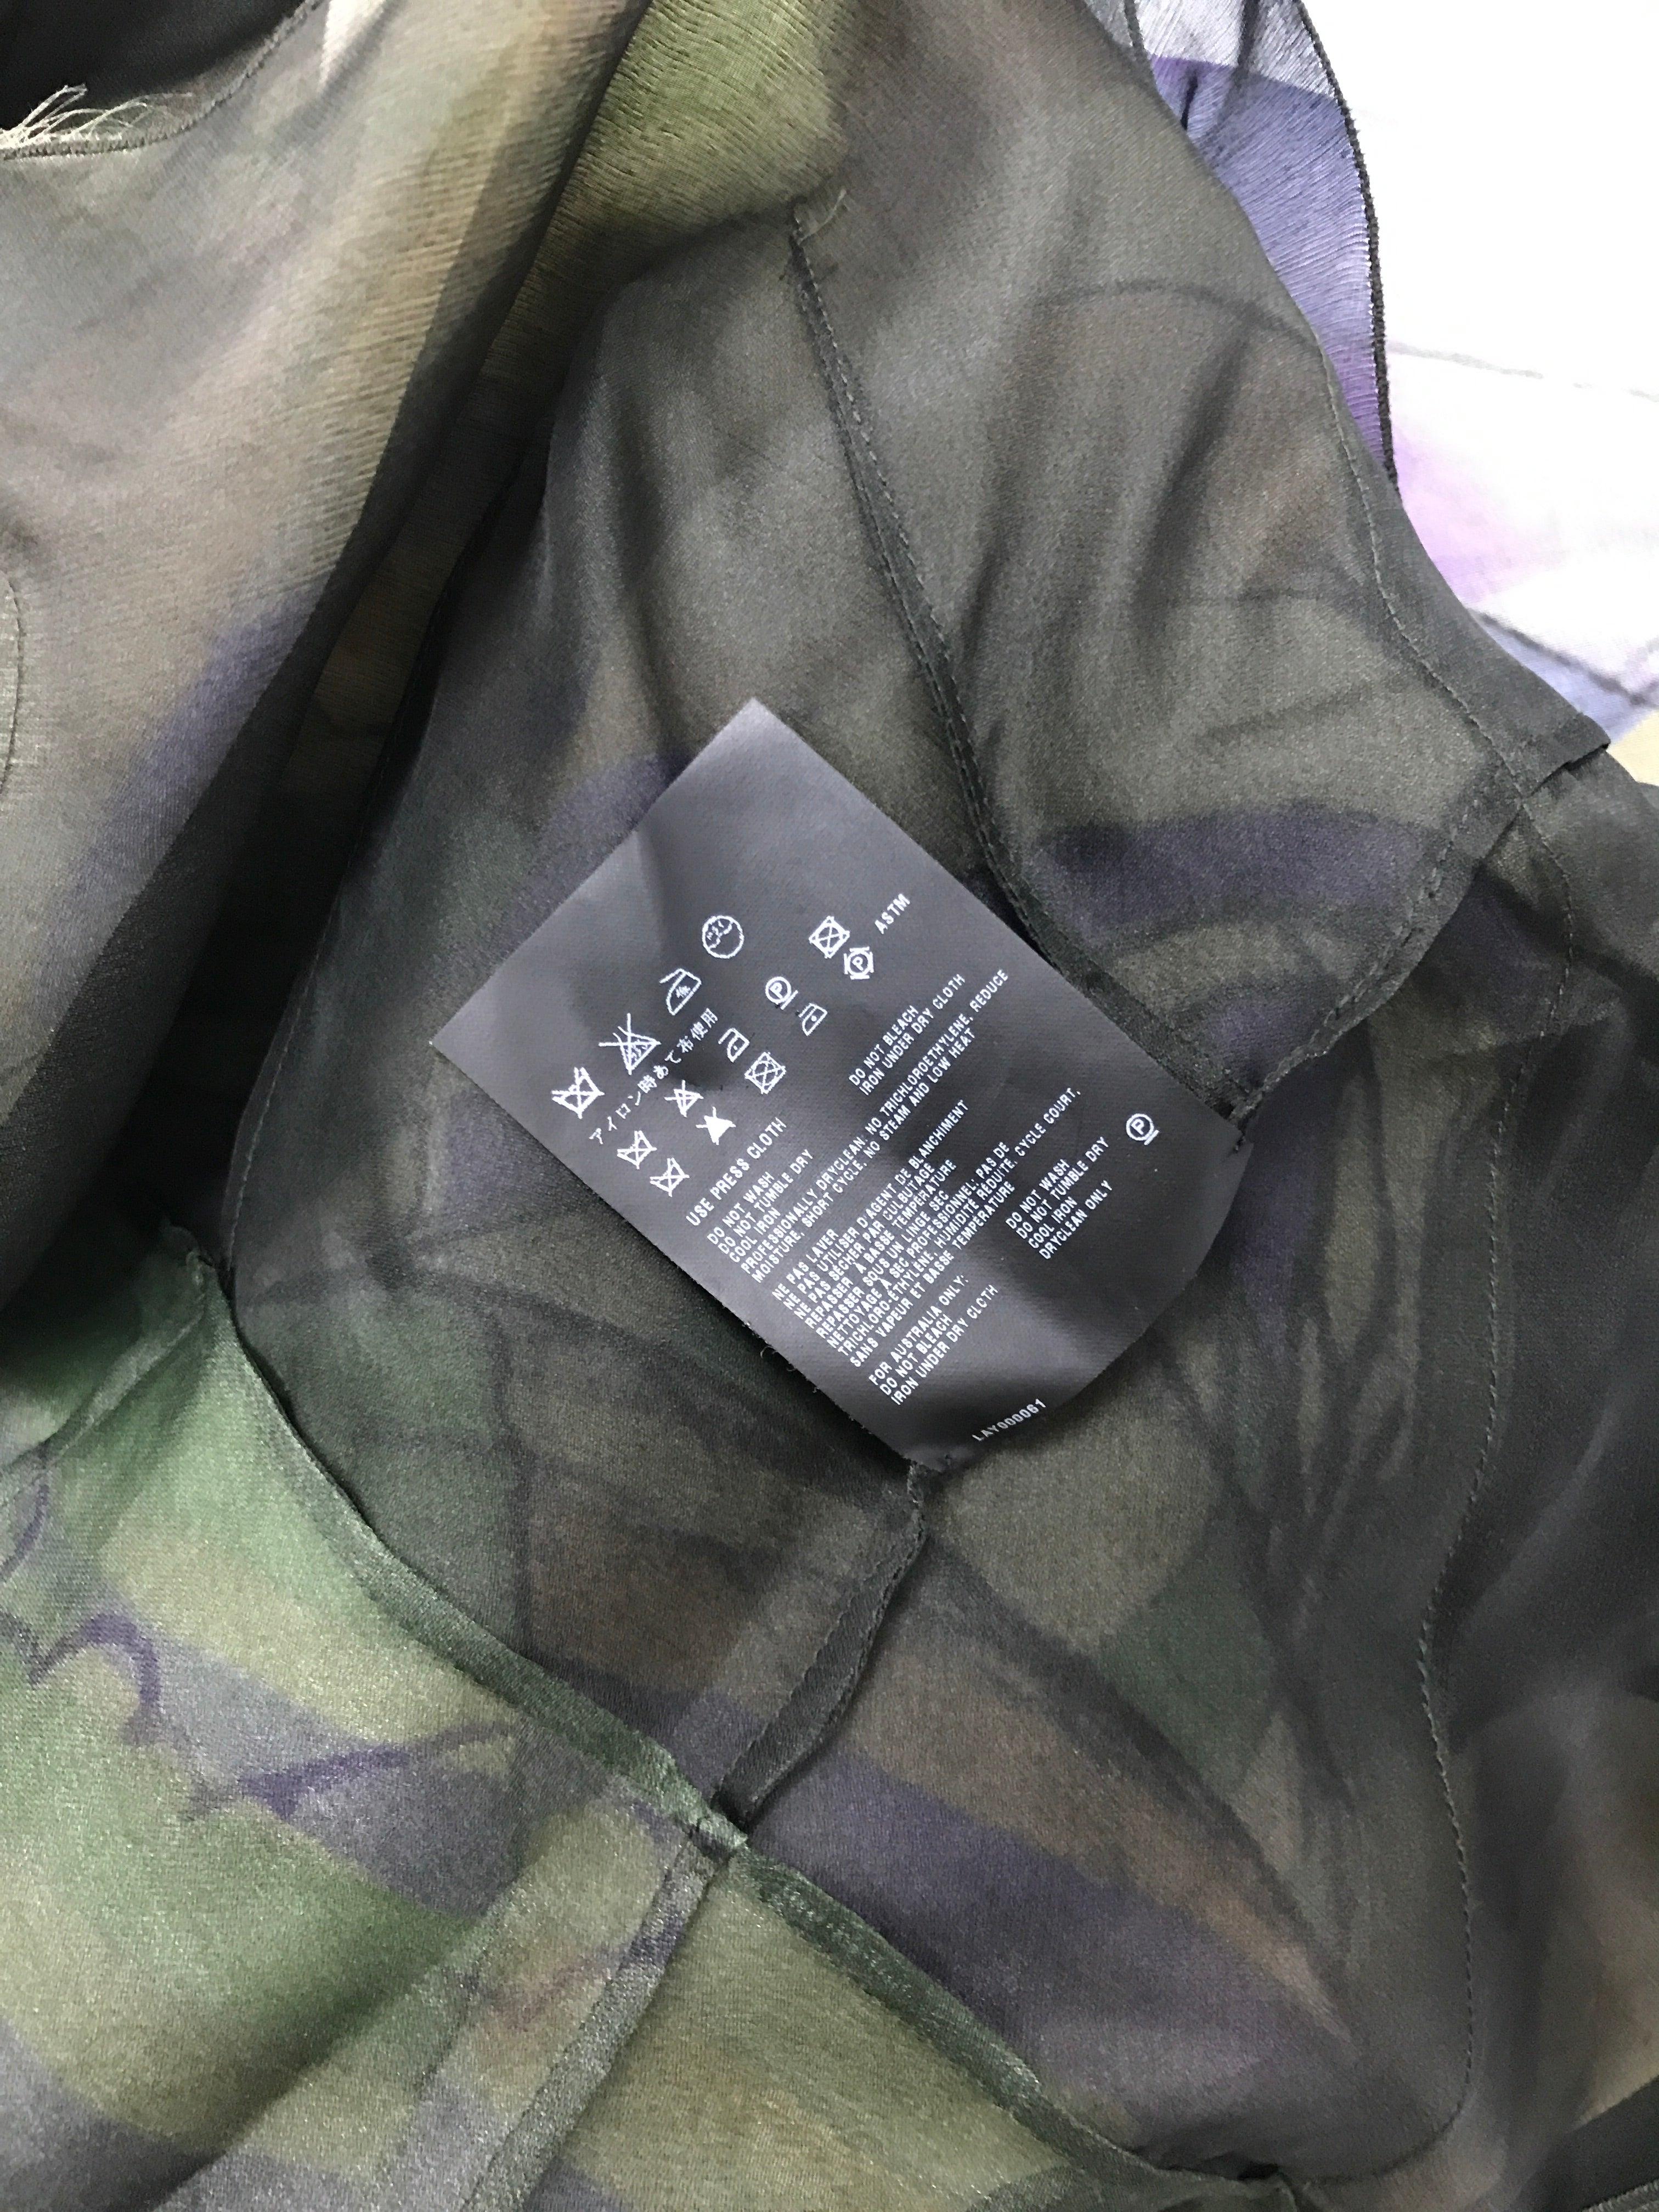 アイロン時あて布使用
ASTM
USE PRESS CLOTH
DO NOT WASH
DO NOT BLEACH
DO NOT TUMBLE DRY
IRON UNDER DRY CLOTH
COOL IRON
PROFESSIONALLY DRYCLEAN. NO TRICHLOROETHYLENE. REDUCE
MOISTURE. SHORT CYCLE. NO STEAM AND LOW HEAT
NE PAS LAVER
NE PAS UTILISER D'AGENT DE BLANCHIMENT
NE PAS SÉCHER PAR CULBUTAGE
REPASSER À BASSE TEMPERATURE
REPASSER SOUS UN LINGE SEC
NETTOYAGE À SEC PROFESSIONNEL: PAS DE
TRICHLORO-ÉTHYLENE, HUMIDITÉ RÉDUITE. CYCLE COURT.
SANS VAPEUR ET BASSE TEMPERATURE
FOR AUSTRALIA ONLY:
DO NOT WASH
DO NOT BLEACH
DO NOT TUMBLE DRY
IRON UNDER DRY CLOTH
COOL IRON
DRYCLEAN ONLY
P
P
P
LAY000061